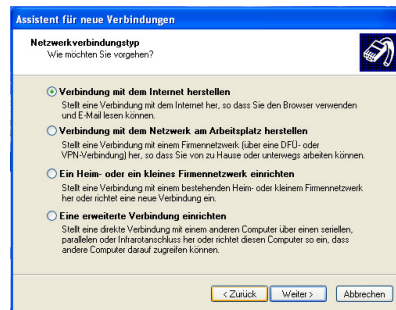 Assistent für neue Verbindungen
Netzwerkverbindungstyp
Wie möchten Sie vorgehen?
Verbindung mit dem Internet herstellen
Stellt eine Verbindung mit dem Internet her, so dass Sie den Browser verwenden
und E-Mail lesen können.
Verbindung mit dem Netzwerk am Arbeitsplatz herstellen
Stellt eine Verbindung mit einem Firmennetzwerk (über eine DFÜ- oder
VPN-Verbindung) her, so dass Sie von zu Hause oder unterwegs arbeiten können.
Ein Heim- oder ein kleines Firmennetzwerk einrichten
Stellt eine Verbindung mit einem bestehenden Heim- oder kleinem Firmennetzwerk
her oder richtet eine neue Verbindung ein.
Eine erweiterte Verbindung einrichten
Stellt eine direkte Verbindung mit einem anderen Computer über einen seriellen,
parallelen oder Infrarotanschluss her oder richtet diesen Computer so ein, dass
andere Computer darauf zugreifen können.
< Zurück Weiter > Abbrechen